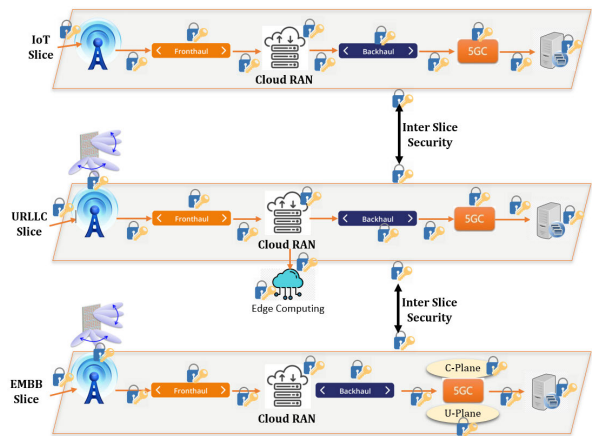 IoT
Slice
Fronthaul
Cloud RAN
Backhaul
5GC
Inter Slice
Security
URLLC
Slice
Fronthaul
Cloud RAN
Backhaul
5GC
Edge Computing
Inter Slice
Security
EMBB
Slice
Fronthaul
Cloud RAN
Backhaul
C-Plane
5GC
U-Plane